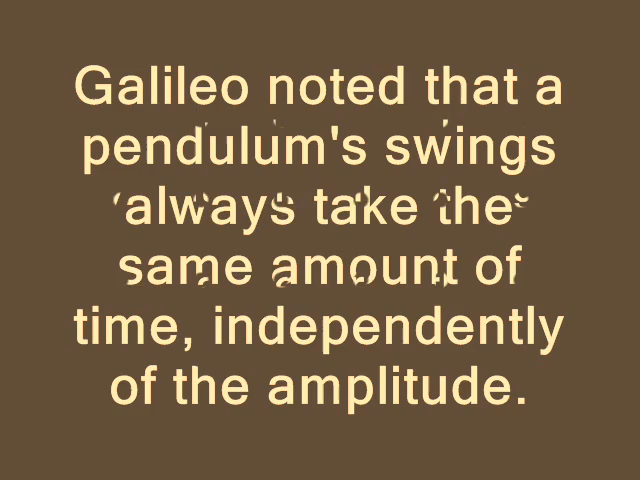 Galileo noted that a
pendulum's swings
always take the
same amount of
time, independently
of the amplitude.